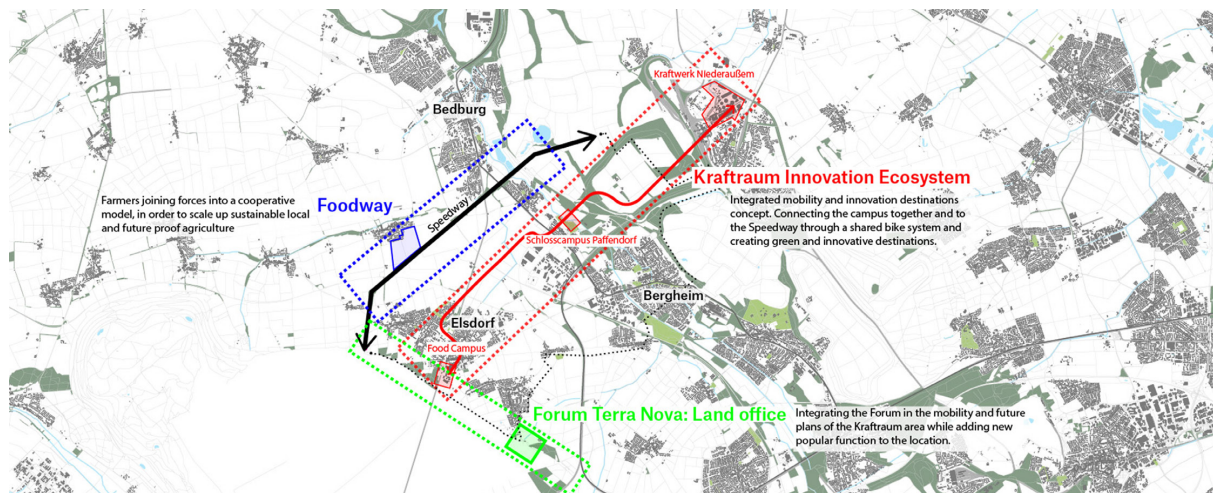 Kraftwerk Niederaußem
Bedburg
Kraftraum Innovation Ecosystem
Farmers joining forces into a cooperative
model, in order to scale up sustainable local
and future proof agriculture
Foodway
Speedway
Integrated mobility and innovation destinations
concept. Connecting the campus together and to
the Speedway through a shared bike system and
creating green and innovative destinations.
Schlosscampus Paffendorf
Bergheim
Elsdorf
Food Campus
Forum Terra Nova: Land office
Integrating the Forum in the mobility and future
plans of the Kraftraum area while adding new
popular function to the location.